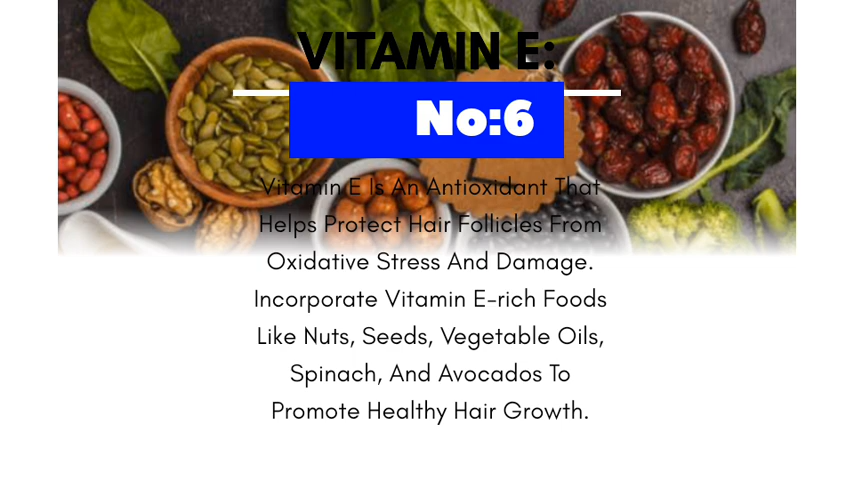 VITAMIN E:
No:6
Vitamin E Is An Antioxidant That
Helps Protect Hair Follicles From
Oxidative Stress And Damage.
Incorporate Vitamin E-rich Foods
Like Nuts, Seeds, Vegetable Oils,
Spinach, And Avocados To
Promote Healthy Hair Growth.